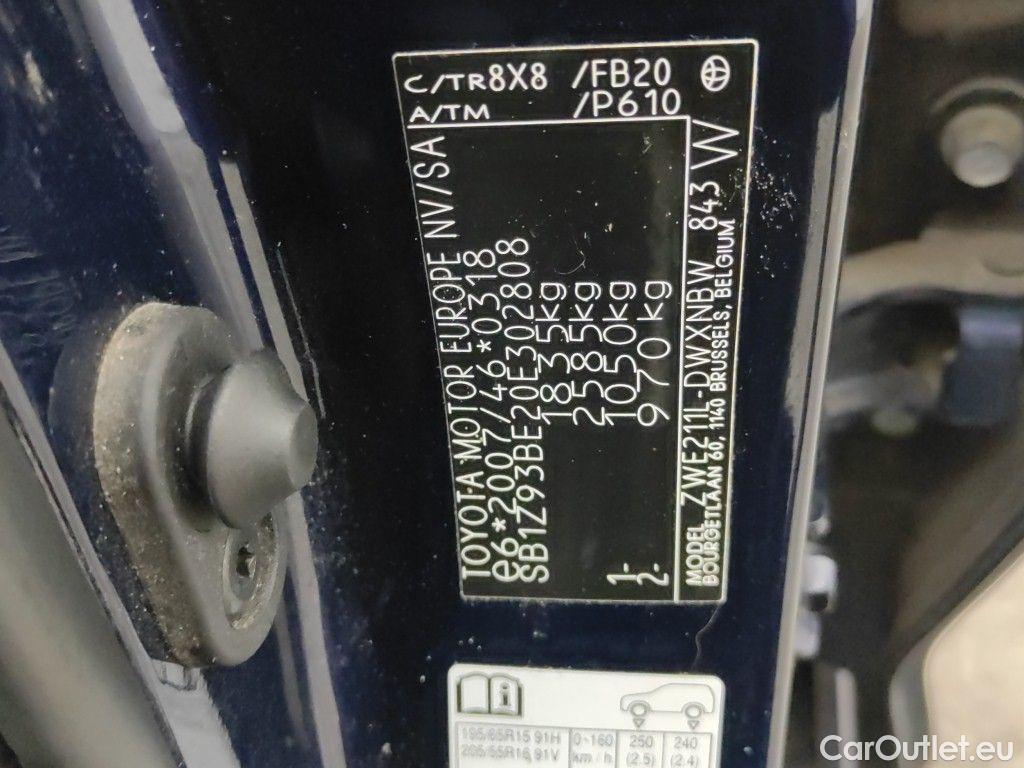 C/TR8X8 /FB20
A/TM /P610
TOYOTA MOTOR EUROPE NV/SA
e6*2007/46*0318
SB1Z93BE20E302808
1835kg
2585kg
1- 1050kg
2- 970kg
MODEL ZWE211L-DWXNBW 843W
BOURGETLAAN 60, 1140 BRUSSELS, BELGIUM
i
195/65R15 91H 0-160 250 240
205/55R16 91V km/h (2.5) (2.4)
CarOutlet.eu